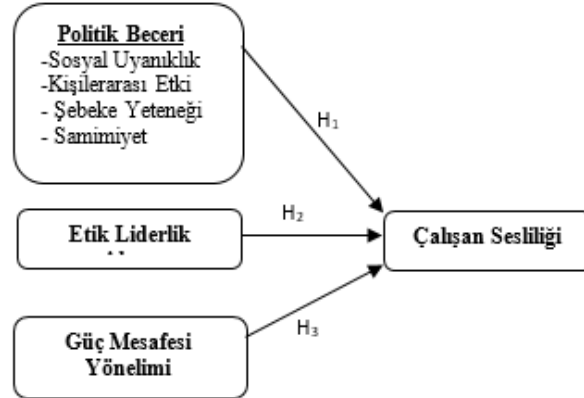 Politik Beceri
-Sosyal Uyanıklık
-Kişilerarası Etki
- Şebeke Yeteneği
- Samimiyet
H₁
Etik Liderlik
H₂
Çalışan Sesliliği
Güç Mesafesi
Yönelimi
H₃